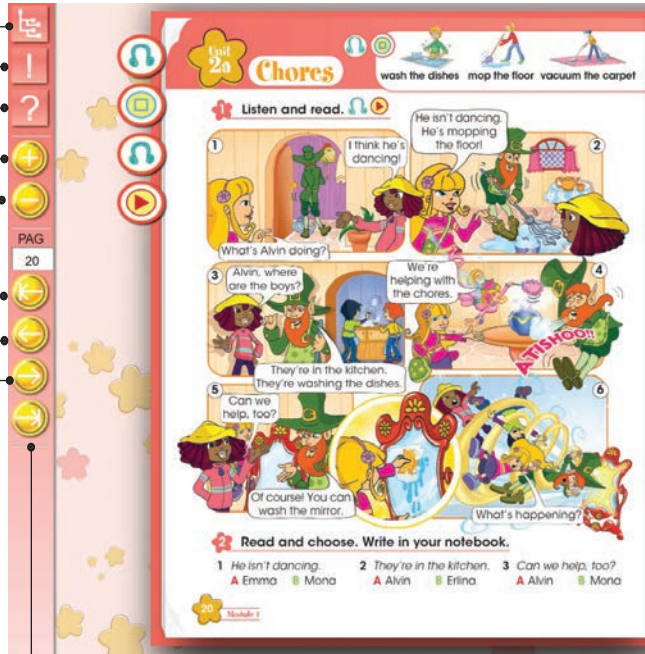 Unit
2a
Chores
wash the dishes mop the floor vacuum the carpet
1 Listen and read.
1
What's Alvin doing?
I think he's
dancing!
2
He isn't dancing.
He's mopping
the floor!
3
Alvin, where
are the boys?
They're in the kitchen.
They're washing the dishes.
4
We're
helping with
the chores.
A TISHOO!!
5
Can we
help, too?
Of course! You can
wash the mirror.
6
What's happening?
2 Read and choose. Write in your notebook.
1 He isn't dancing. 2 They're in the kitchen. 3 Can we help, too?
A Emma B Mona A Alvin B Erlina A Alvin B Mona
20 Module 1
!
?
+
−
PAG
20